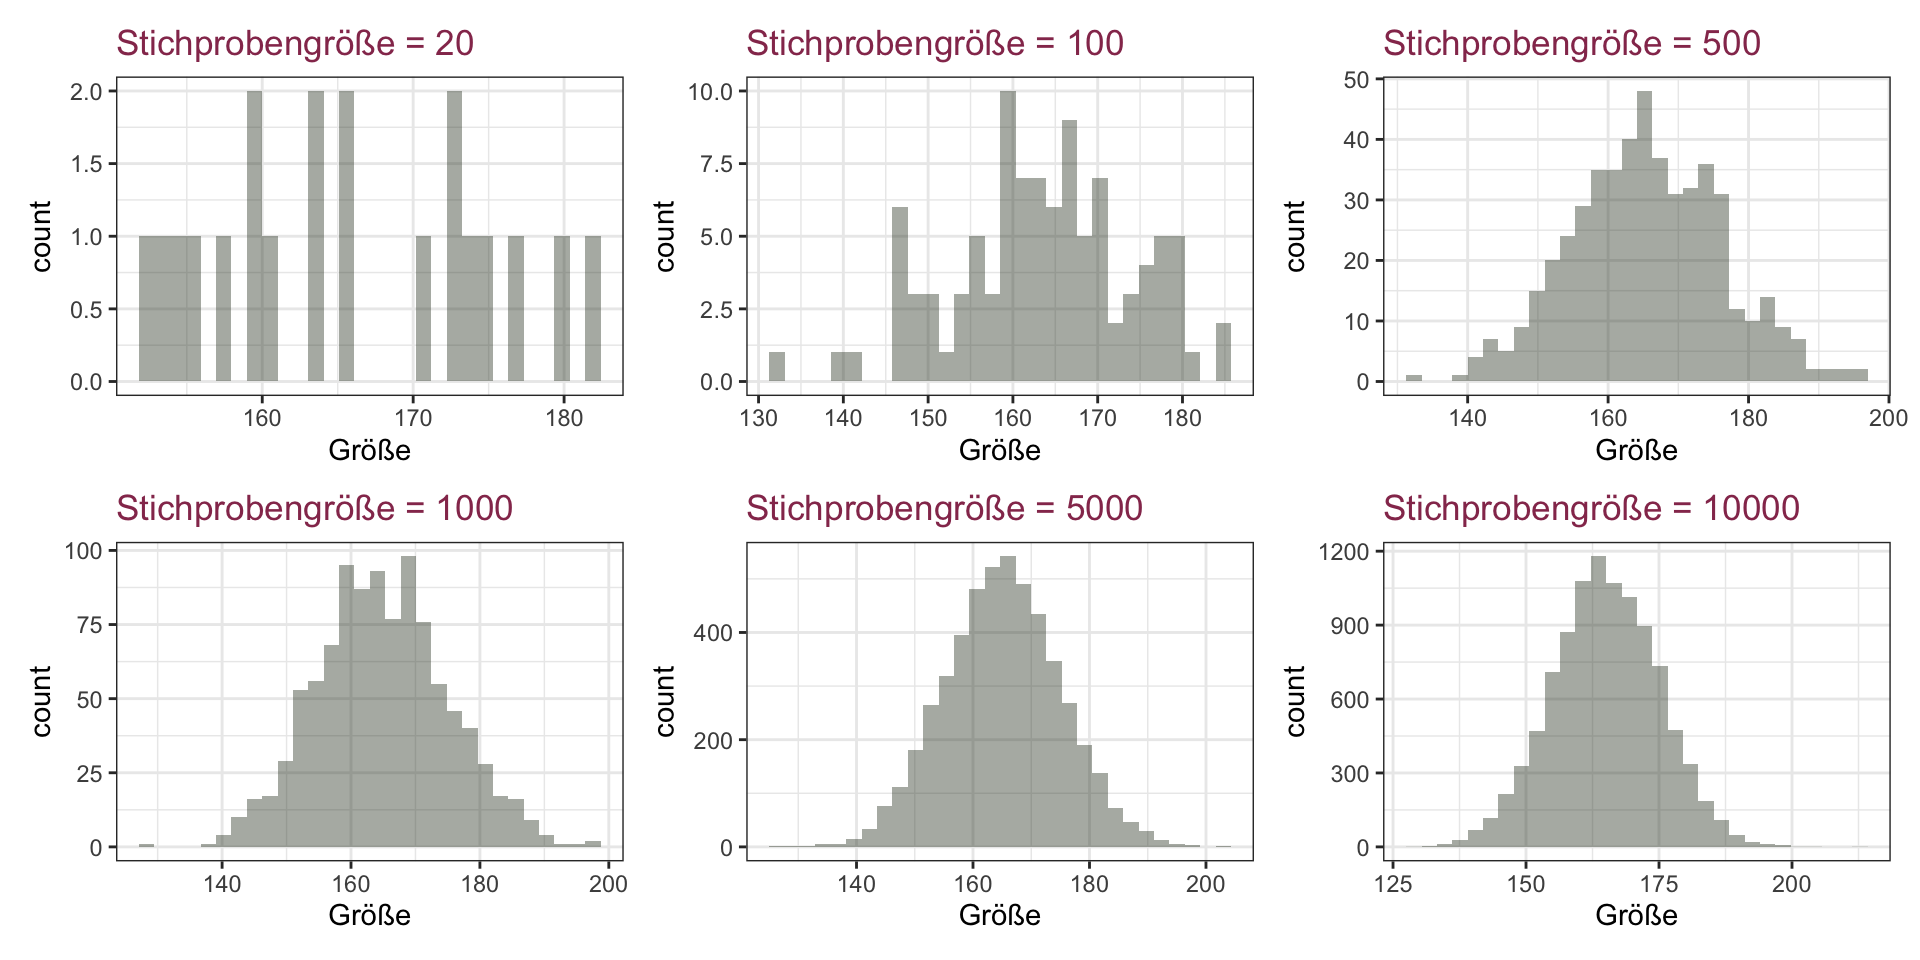 Stichprobengröße = 20
2.0
1.5
1.0
0.5
0.0
count
160 170 180
Größe
Stichprobengröße = 100
10.0
7.5
5.0
2.5
0.0
count
130 140 150 160 170 180
Größe
Stichprobengröße = 500
50
40
30
20
10
0
count
140 160 180 200
Größe
Stichprobengröße = 1000
100
75
50
25
0
count
140 160 180 200
Größe
Stichprobengröße = 5000
400
200
0
count
140 160 180 200
Größe
Stichprobengröße = 10000
1200
900
600
300
0
count
125 150 175 200
Größe